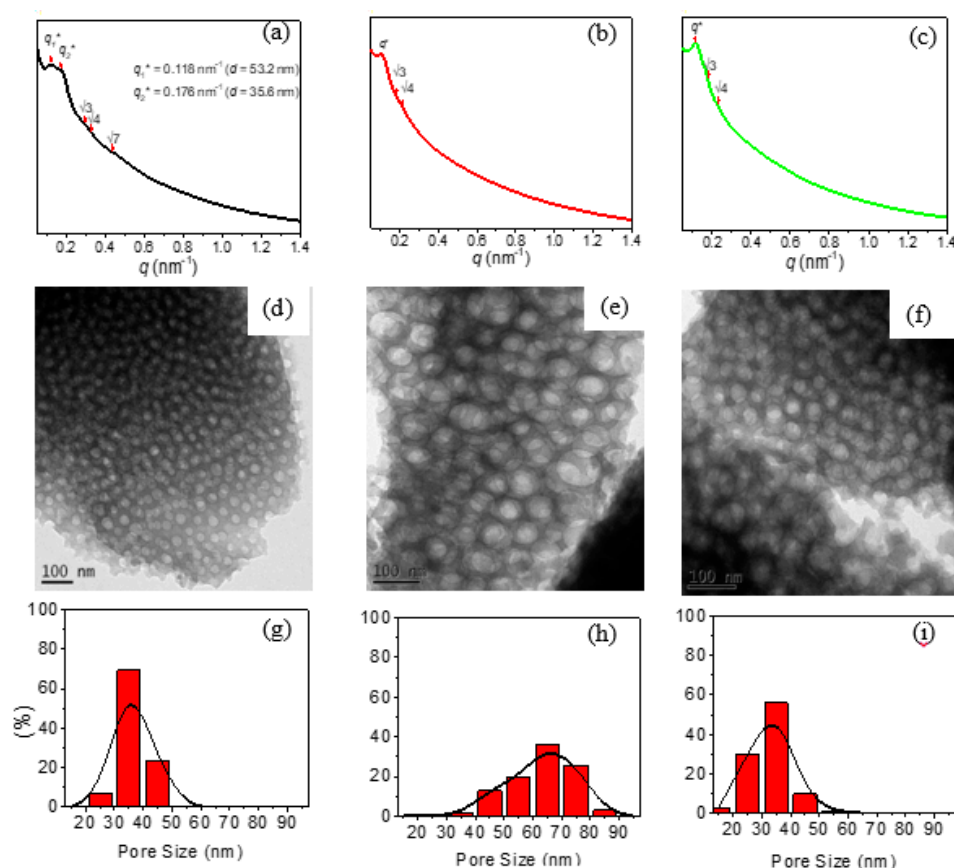 (a)
q₁*
q₂*
q₁* = 0.118 nm⁻¹ (d = 53.2 nm)
q₂* = 0.176 nm⁻¹ (d = 35.6 nm)
√3
√4
√7
0.2 0.4 0.6 0.8 1.0 1.2 1.4
q (nm⁻¹)
(b)
q*
√3
√4
0.2 0.4 0.6 0.8 1.0 1.2 1.4
q (nm⁻¹)
(c)
q*
√3
√4
0.2 0.4 0.6 0.8 1.0 1.2 1.4
q (nm⁻¹)
(d)
100 nm
(e)
100 nm
(f)
100 nm
(g)
100
80
60
40
20
0
(%)
20 30 40 50 60 70 80 90
Pore Size (nm)
(h)
100
80
60
40
20
0
20 30 40 50 60 70 80 90
Pore Size (nm)
(i)
100
80
60
40
20
0
20 30 40 50 60 70 80 90
Pore Size (nm)